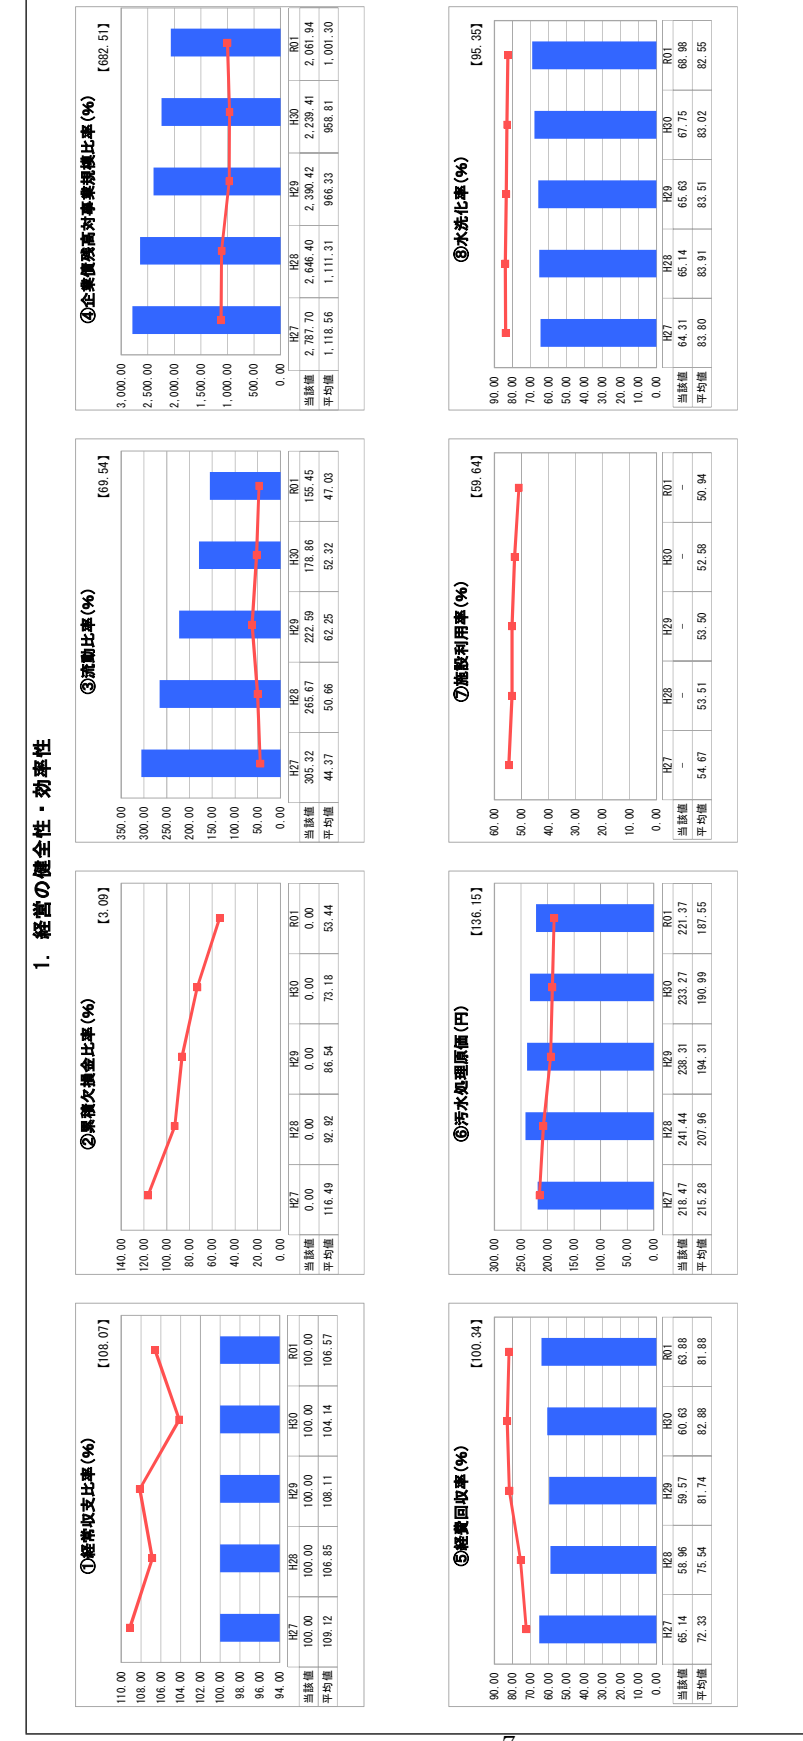 1. 経営の健全性・効率性
①経常収支比率(%)
【108.07】
110.00
108.00
106.00
104.00
102.00
100.00
98.00
96.00
94.00
H27 H28 H29 H30 R01
当該値 100.00 100.00 100.00 100.00 100.00
平均値 109.12 106.85 108.11 104.14 106.57
②累積欠損金比率(%)
【3.09】
140.00
120.00
100.00
80.00
60.00
40.00
20.00
0.00
H27 H28 H29 H30 R01
当該値 0.00 0.00 0.00 0.00 0.00
平均値 116.49 92.92 86.54 73.18 53.44
③流動比率(%)
【69.54】
350.00
300.00
250.00
200.00
150.00
100.00
50.00
0.00
H27 H28 H29 H30 R01
当該値 305.32 265.67 222.59 178.86 155.45
平均値 44.37 50.66 62.25 52.32 47.03
④企業債残高対事業規模比率(%)
【682.51】
3,000.00
2,500.00
2,000.00
1,500.00
1,000.00
500.00
0.00
H27 H28 H29 H30 R01
当該値 2,787.70 2,646.40 2,390.42 2,239.41 2,061.94
平均値 1,118.56 1,111.31 966.33 958.81 1,001.30
⑤経費回収率(%)
【100.34】
90.00
80.00
70.00
60.00
50.00
40.00
30.00
20.00
10.00
0.00
H27 H28 H29 H30 R01
当該値 65.14 58.96 59.57 60.63 63.88
平均値 72.33 75.54 81.74 82.88 81.88
⑥汚水処理原価(円)
【136.15】
300.00
250.00
200.00
150.00
100.00
50.00
0.00
H27 H28 H29 H30 R01
当該値 218.47 241.44 238.31 233.27 221.37
平均値 215.28 207.96 194.31 190.99 187.55
⑦施設利用率(%)
【59.64】
60.00
50.00
40.00
30.00
20.00
10.00
0.00
H27 H28 H29 H30 R01
当該値 - - - - -
平均値 54.67 53.51 53.50 52.58 50.94
⑧水洗化率(%)
【95.35】
90.00
80.00
70.00
60.00
50.00
40.00
30.00
20.00
10.00
0.00
H27 H28 H29 H30 R01
当該値 64.31 65.14 65.63 67.75 68.98
平均値 83.80 83.91 83.51 83.02 82.55